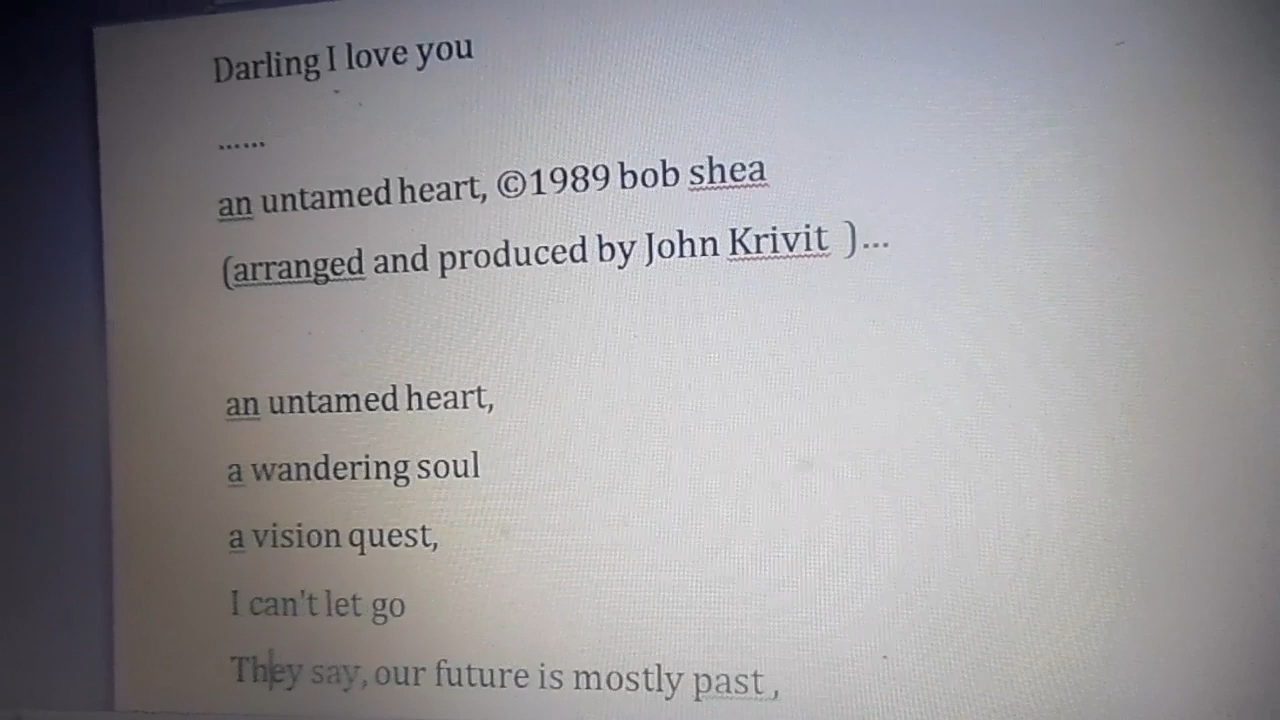 Darling I love you
......
an untamed heart, ©1989 bob shea
(arranged and produced by John Krivit )...
an untamed heart,
a wandering soul
a vision quest,
I can't let go
They say, our future is mostly past ,